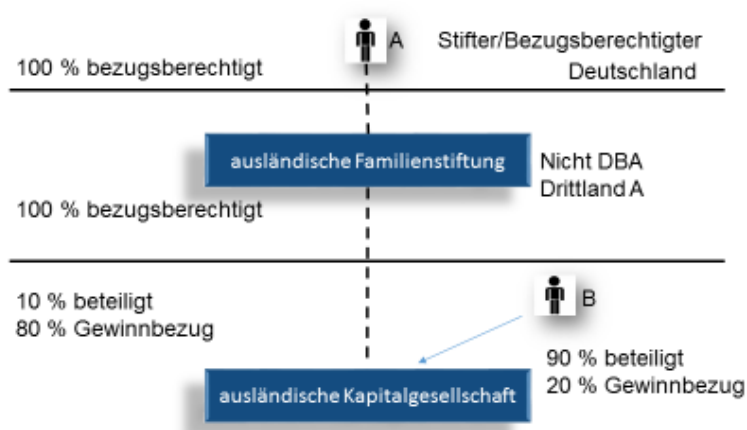 A
Stifter/Bezugsberechtigter
Deutschland
100 % bezugsberechtigt
ausländische Familienstiftung
Nicht DBA
Drittland A
100 % bezugsberechtigt
10 % beteiligt
80 % Gewinnbezug
B
90 % beteiligt
20 % Gewinnbezug
ausländische Kapitalgesellschaft